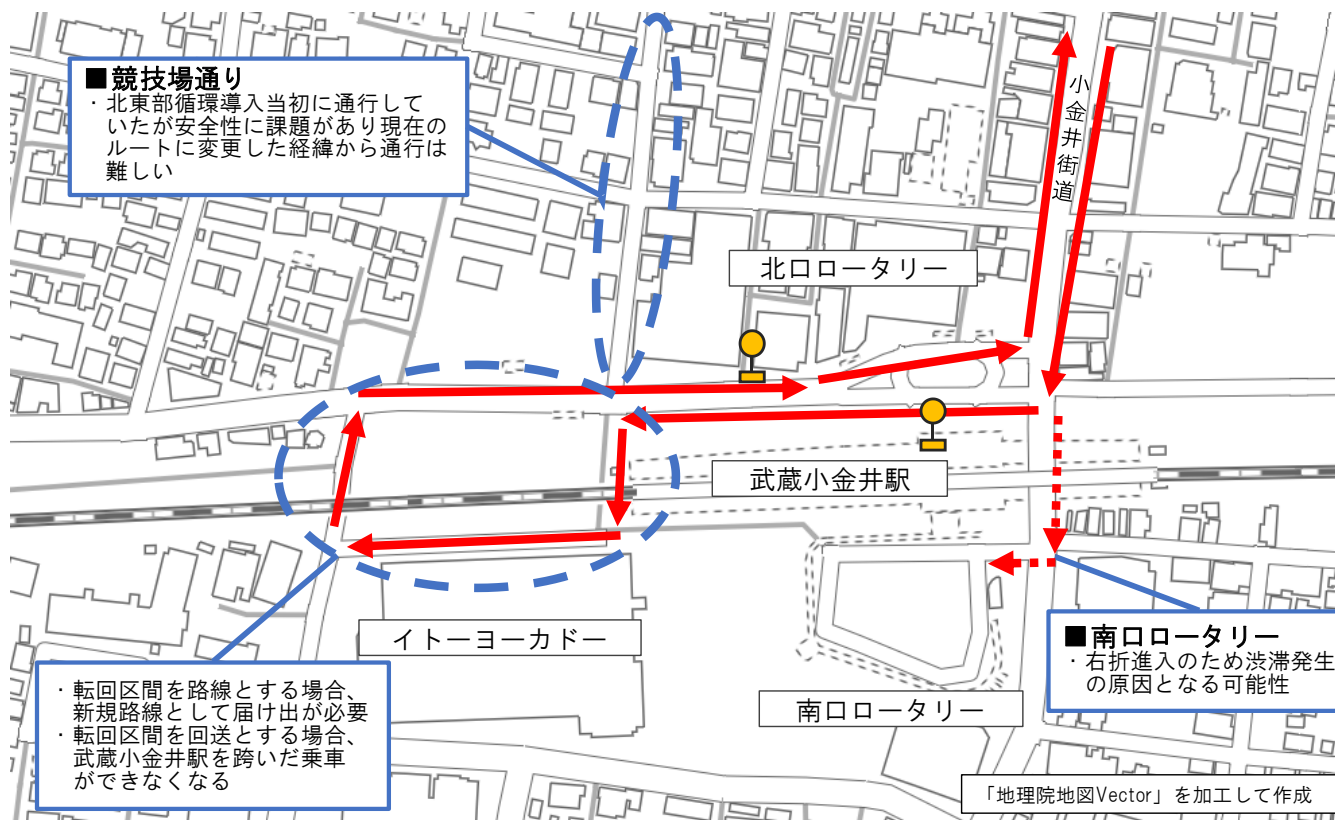 ■競技場通り
・北東部循環導入当初に通行して
いたが安全性に課題があり現在の
ルートに変更した経緯から通行は
難しい
小金井街道
北口ロータリー
武蔵小金井駅
イトーヨーカドー
■南口ロータリー
・右折進入のため渋滞発生
の原因となる可能性
・転回区間を路線とする場合、
新規路線として届け出が必要
・転回区間を回送とする場合、
武蔵小金井駅を跨いだ乗車
ができなくなる
南口ロータリー
「地理院地図Vector」を加工して作成